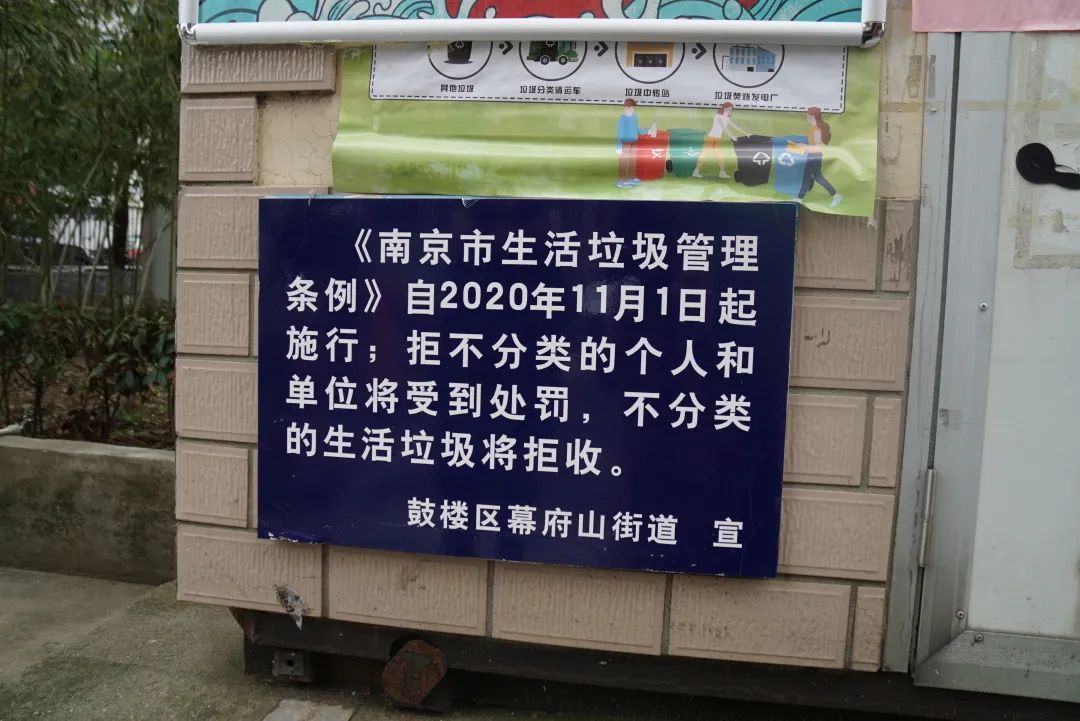 其他垃圾 垃圾分类清运车 垃圾中转站 垃圾焚烧发电厂
《南京市生活垃圾管理
条例》自2020年11月1日起
施行；拒不分类的个人和
单位将受到处罚，不分类
的生活垃圾将拒收。
鼓楼区幕府山街道 宣